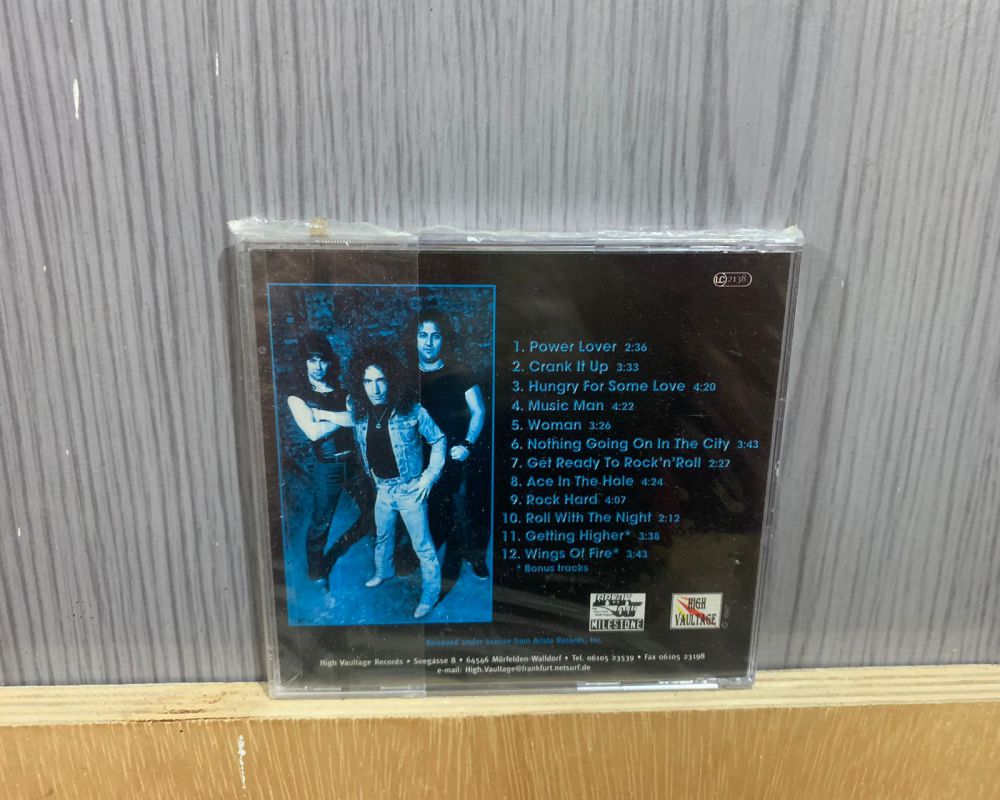 LC 2138
1. Power Lover 2:36
2. Crank It Up 3:33
3. Hungry For Some Love 4:20
4. Music Man 4:22
5. Woman 3:26
6. Nothing Going On In The City 3:43
7. Get Ready To Rock'n'Roll 2:27
8. Ace In The Hole 4:24
9. Rock Hard 4:07
10. Roll With The Night 2:12
11. Getting Higher* 3:38
12. Wings Of Fire* 3:43
* Bonus tracks
BREAK OUT
MILESTONE
HIGH
VAULTAGE
Reissued under license from Arista Records, Inc.
High Vaultage Records • Seegasse 8 • 64546 Mörfelden-Walldorf • Tel. 06105 23539 • Fax 06105 23198
e-mail: High.Vaultage@frankfurt.netsurf.de